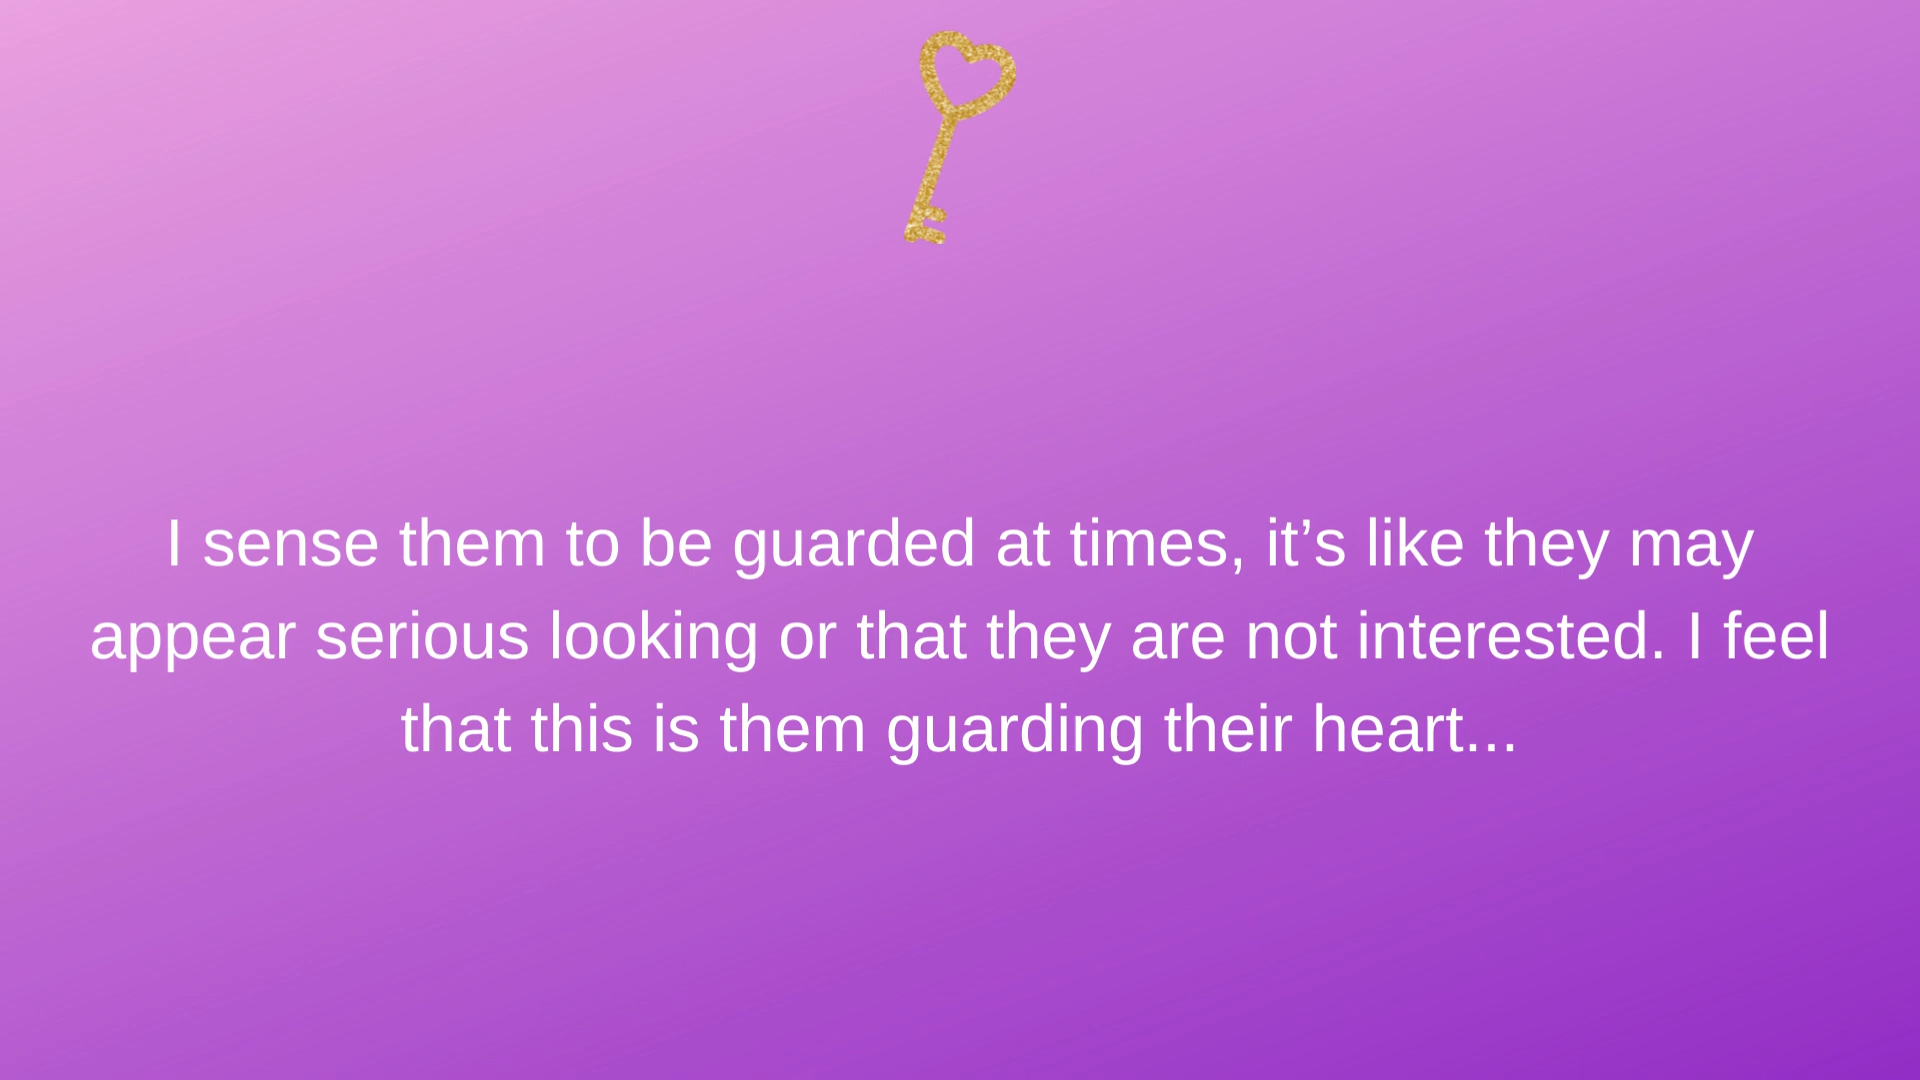 I sense them to be guarded at times, it’s like they may
appear serious looking or that they are not interested. I feel
that this is them guarding their heart...